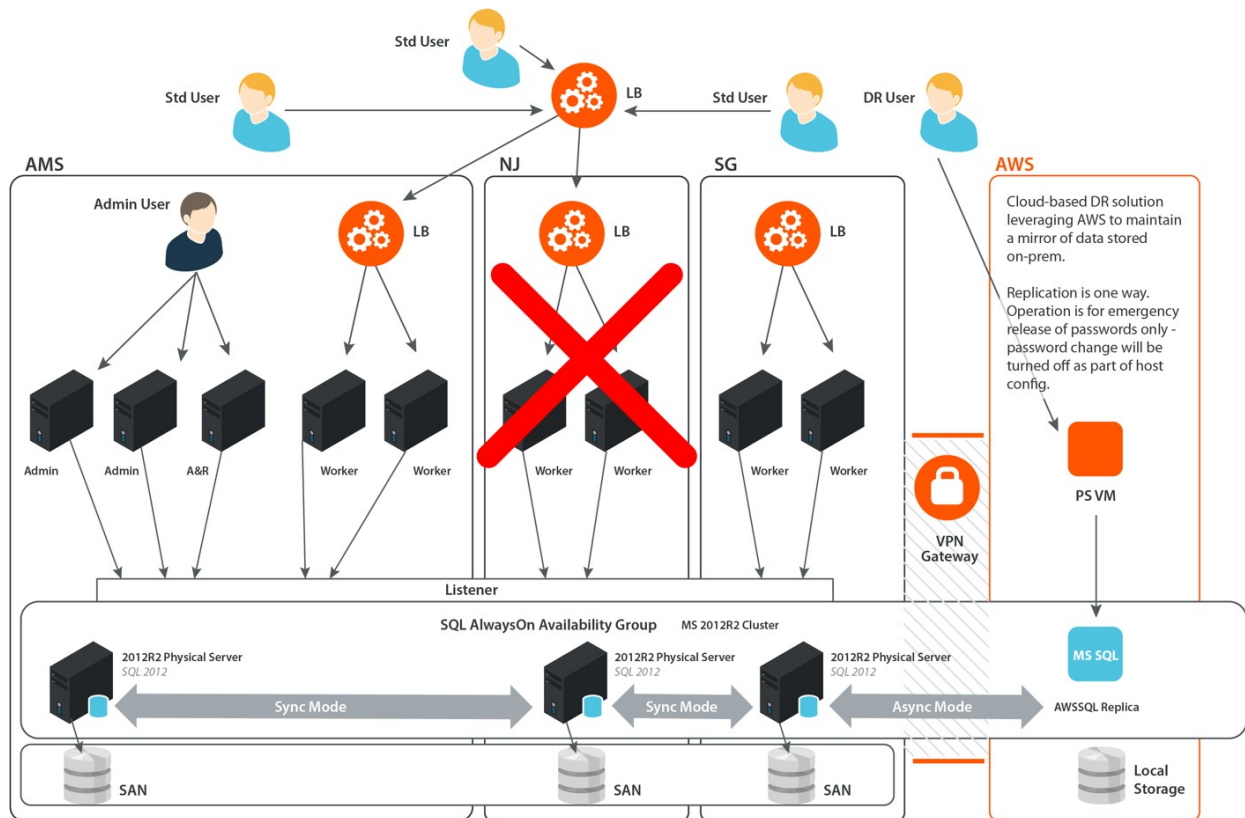 Std User
Std User
LB
Std User
DR User
AMS
NJ
SG
AWS
Admin User
LB
LB
LB
Cloud-based DR solution
leveraging AWS to maintain
a mirror of data stored
on-prem.
Replication is one way.
Operation is for emergency
release of passwords only -
password change will be
turned off as part of host
config.
Admin
Admin
A&R
Worker
Worker
Worker
Worker
Worker
Worker
PS VM
VPN
Gateway
Listener
SQL AlwaysOn Availability Group MS 2012R2 Cluster
2012R2 Physical Server
SQL 2012
2012R2 Physical Server
SQL 2012
2012R2 Physical Server
SQL 2012
MS SQL
Sync Mode
Sync Mode
Async Mode
AWSSQL Replica
SAN
SAN
SAN
Local
Storage